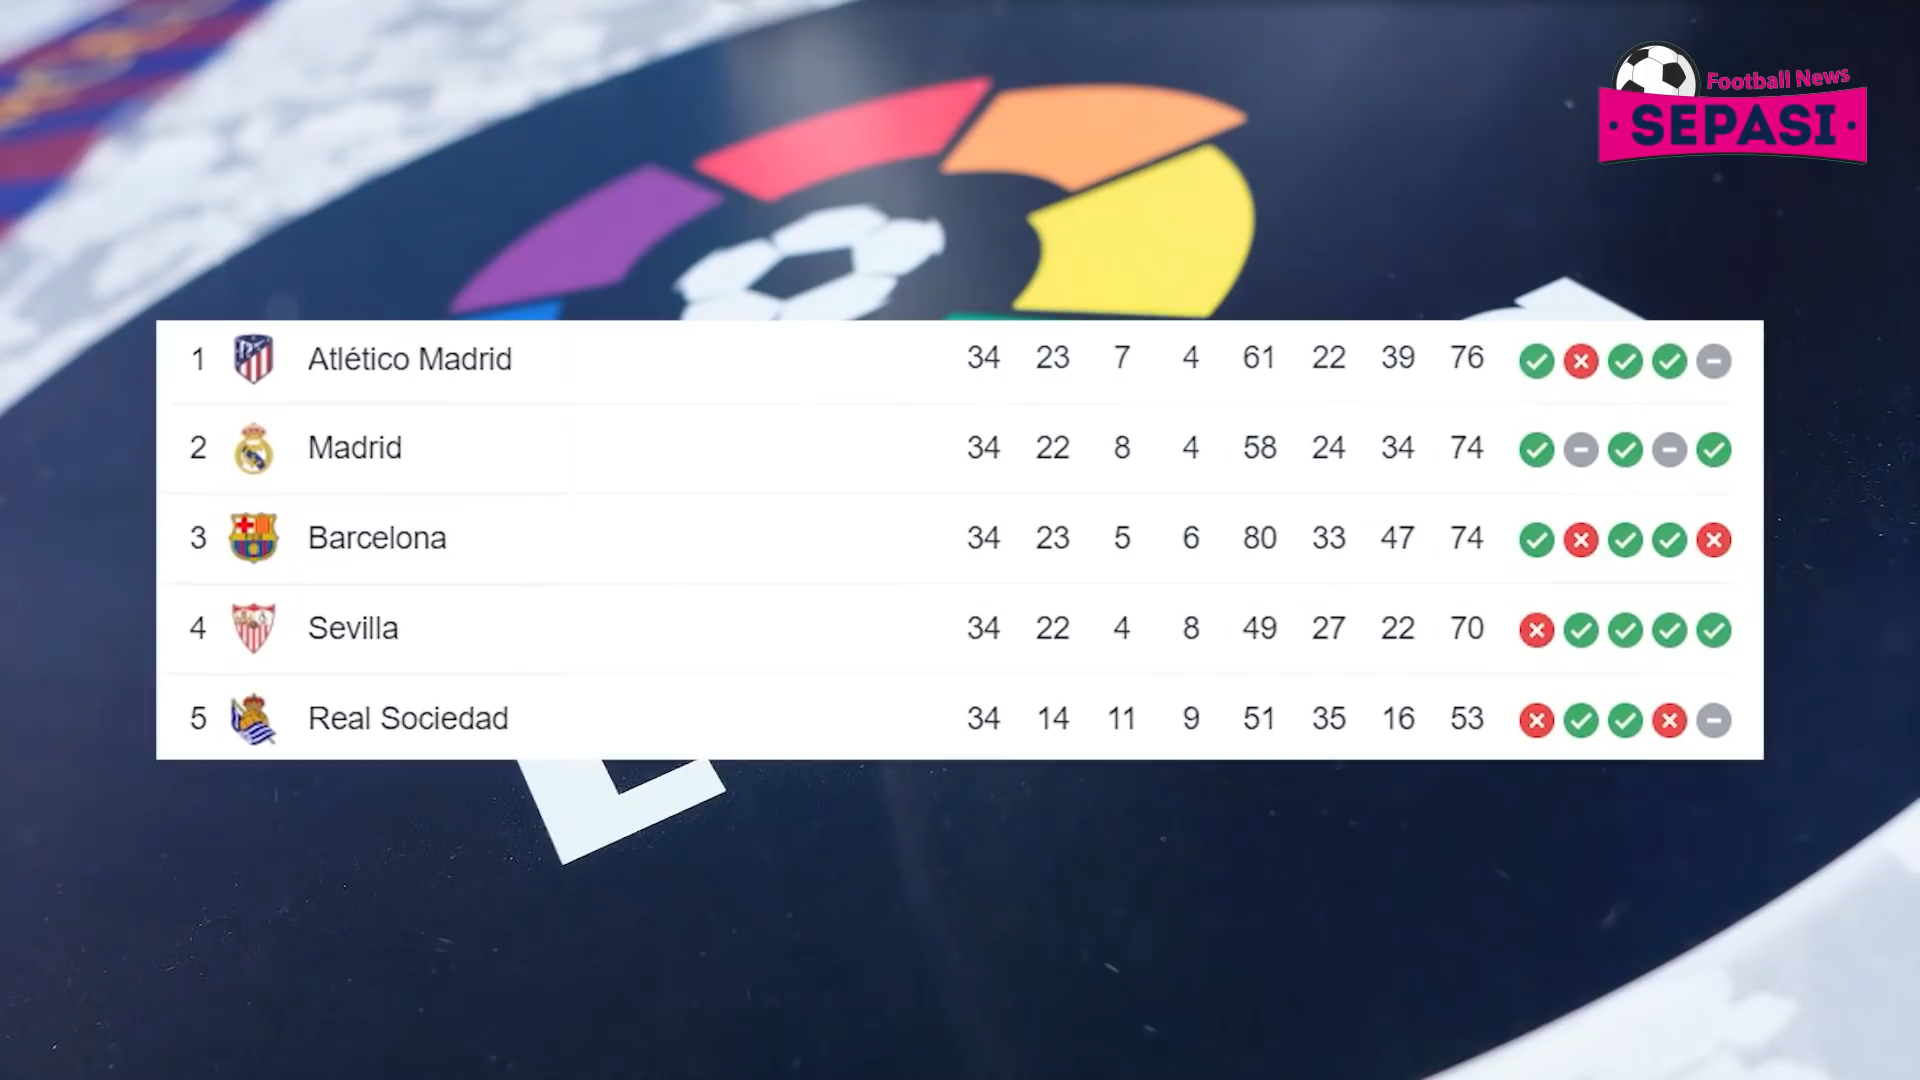 Football News
• SEPASI •
1 Atlético Madrid 34 23 7 4 61 22 39 76
2 Madrid 34 22 8 4 58 24 34 74
3 Barcelona 34 23 5 6 80 33 47 74
4 Sevilla 34 22 4 8 49 27 22 70
5 Real Sociedad 34 14 11 9 51 35 16 53